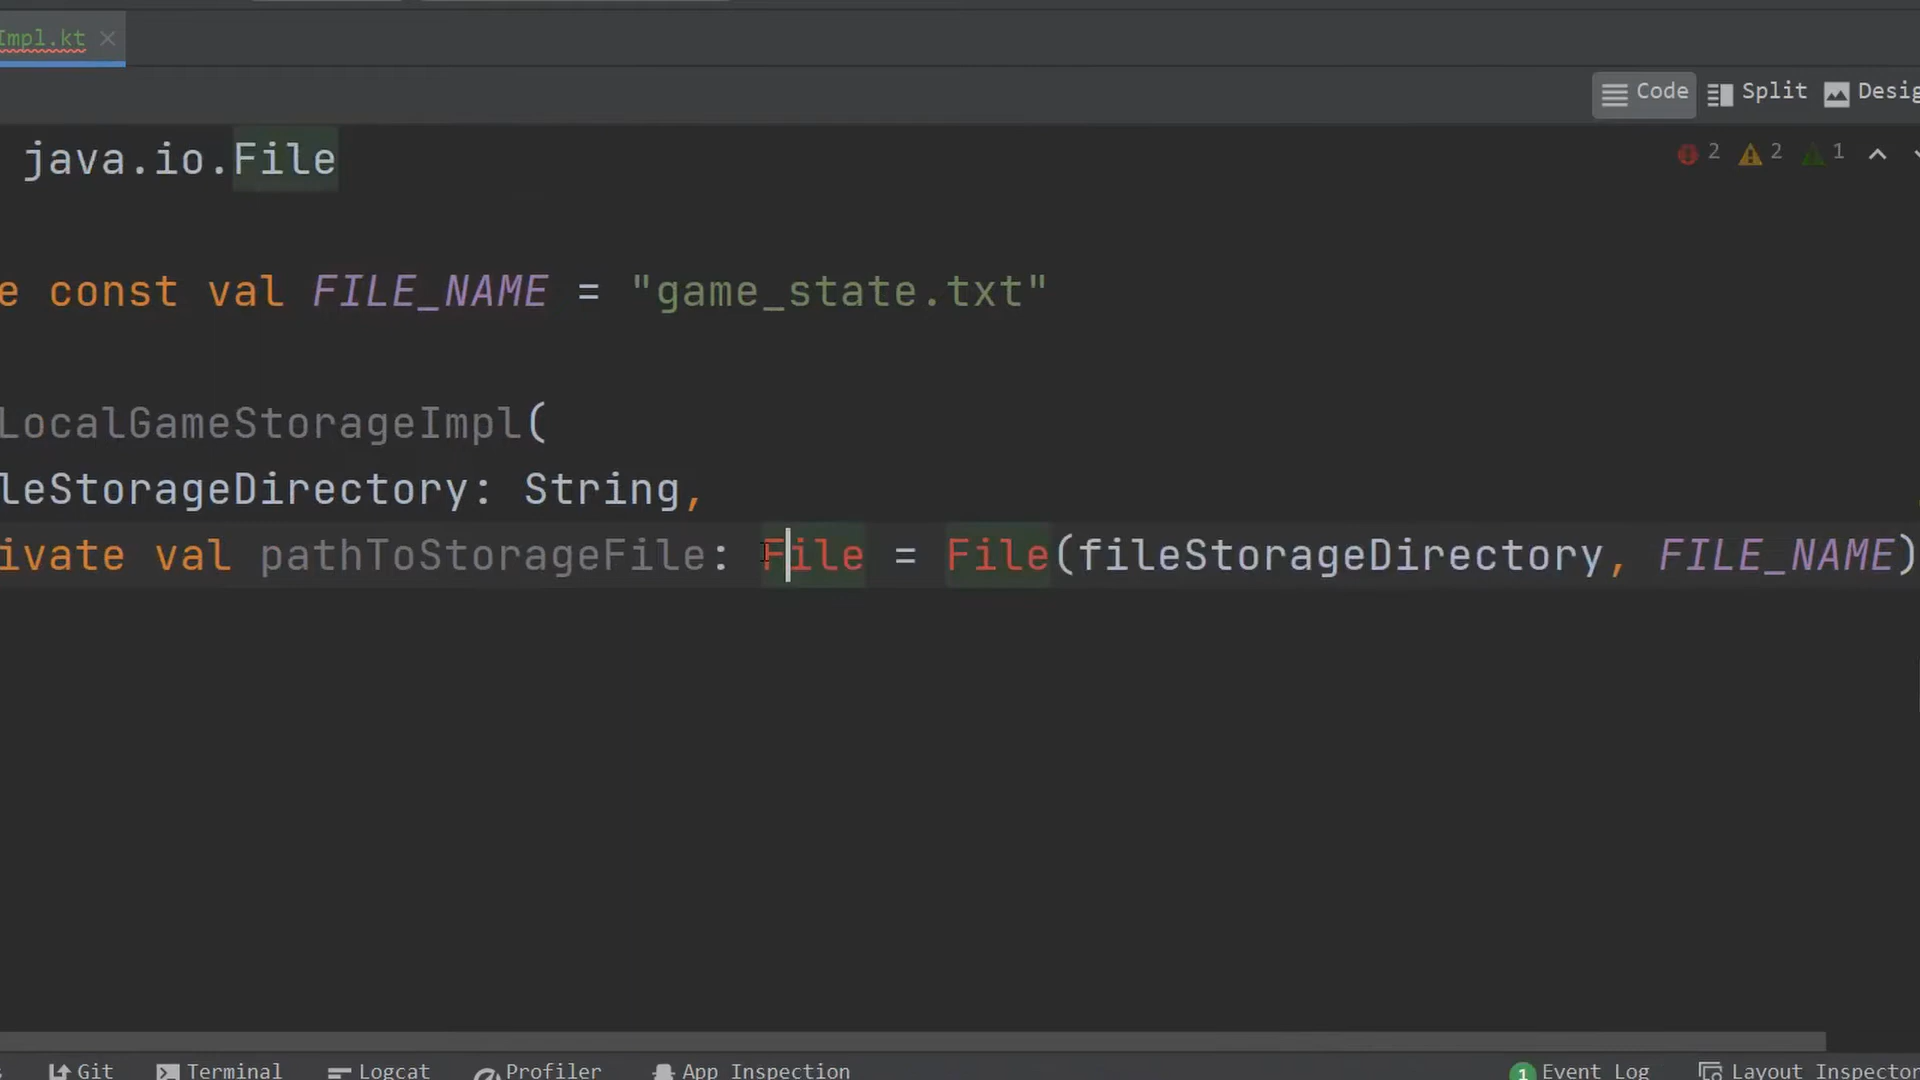 Impl.kt
Code Split Desig
java.io.File
2 2 1
e const val FILE_NAME = "game_state.txt"
LocalGameStorageImpl(
leStorageDirectory: String,
ivate val pathToStorageFile: File = File(fileStorageDirectory, FILE_NAME)
Git Terminal Logcat Profiler App Inspection 1 Event Log Layout Inspector